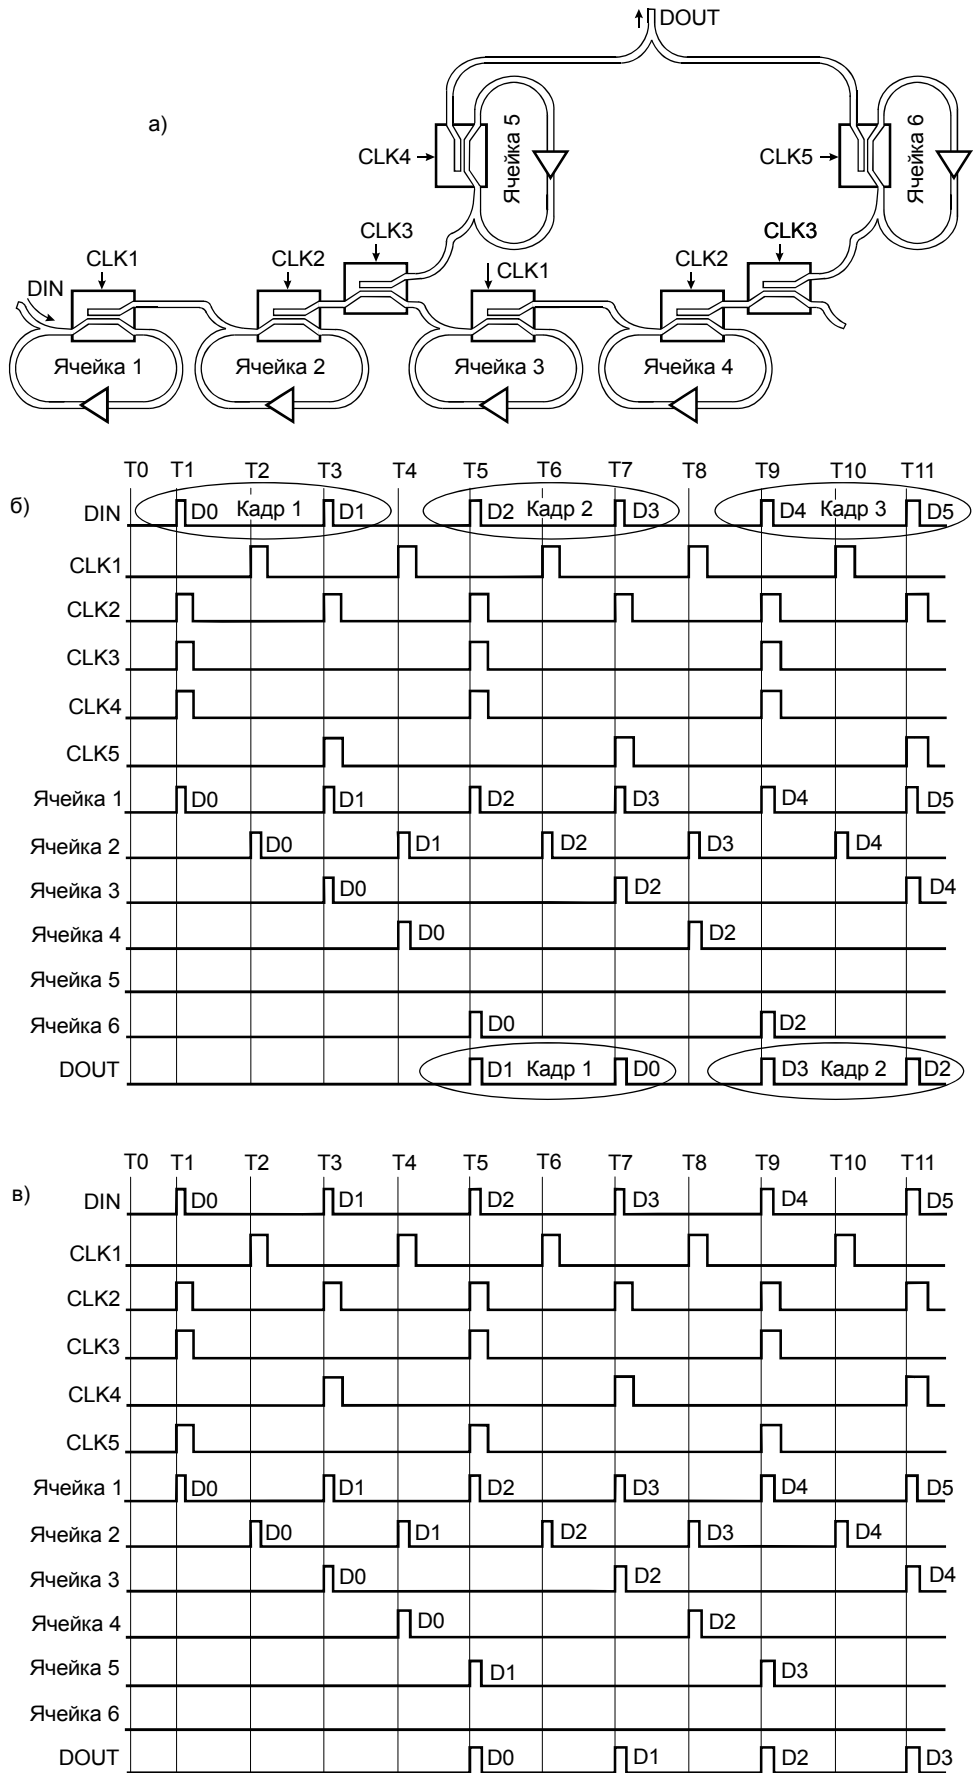 DOUT
а)
CLK4
Ячейка 5
CLK5
Ячейка 6
CLK3
CLK3
CLK1
CLK2
CLK1
CLK2
DIN
Ячейка 1
Ячейка 2
Ячейка 3
Ячейка 4
T0 T1 T2 T3 T4 T5 T6 T7 T8 T9 T10 T11
б)
DIN D0 Кадр 1 D1 D2 Кадр 2 D3 D4 Кадр 3 D5
CLK1
CLK2
CLK3
CLK4
CLK5
Ячейка 1 D0 D1 D2 D3 D4 D5
Ячейка 2 D0 D1 D2 D3 D4
Ячейка 3 D0 D2 D4
Ячейка 4 D0 D2
Ячейка 5
Ячейка 6 D0 D2
DOUT D1 Кадр 1 D0 D3 Кадр 2 D2
T0 T1 T2 T3 T4 T5 T6 T7 T8 T9 T10 T11
в)
DIN D0 D1 D2 D3 D4 D5
CLK1
CLK2
CLK3
CLK4
CLK5
Ячейка 1 D0 D1 D2 D3 D4 D5
Ячейка 2 D0 D1 D2 D3 D4
Ячейка 3 D0 D2 D4
Ячейка 4 D0 D2
Ячейка 5 D1 D3
Ячейка 6
DOUT D0 D1 D2 D3